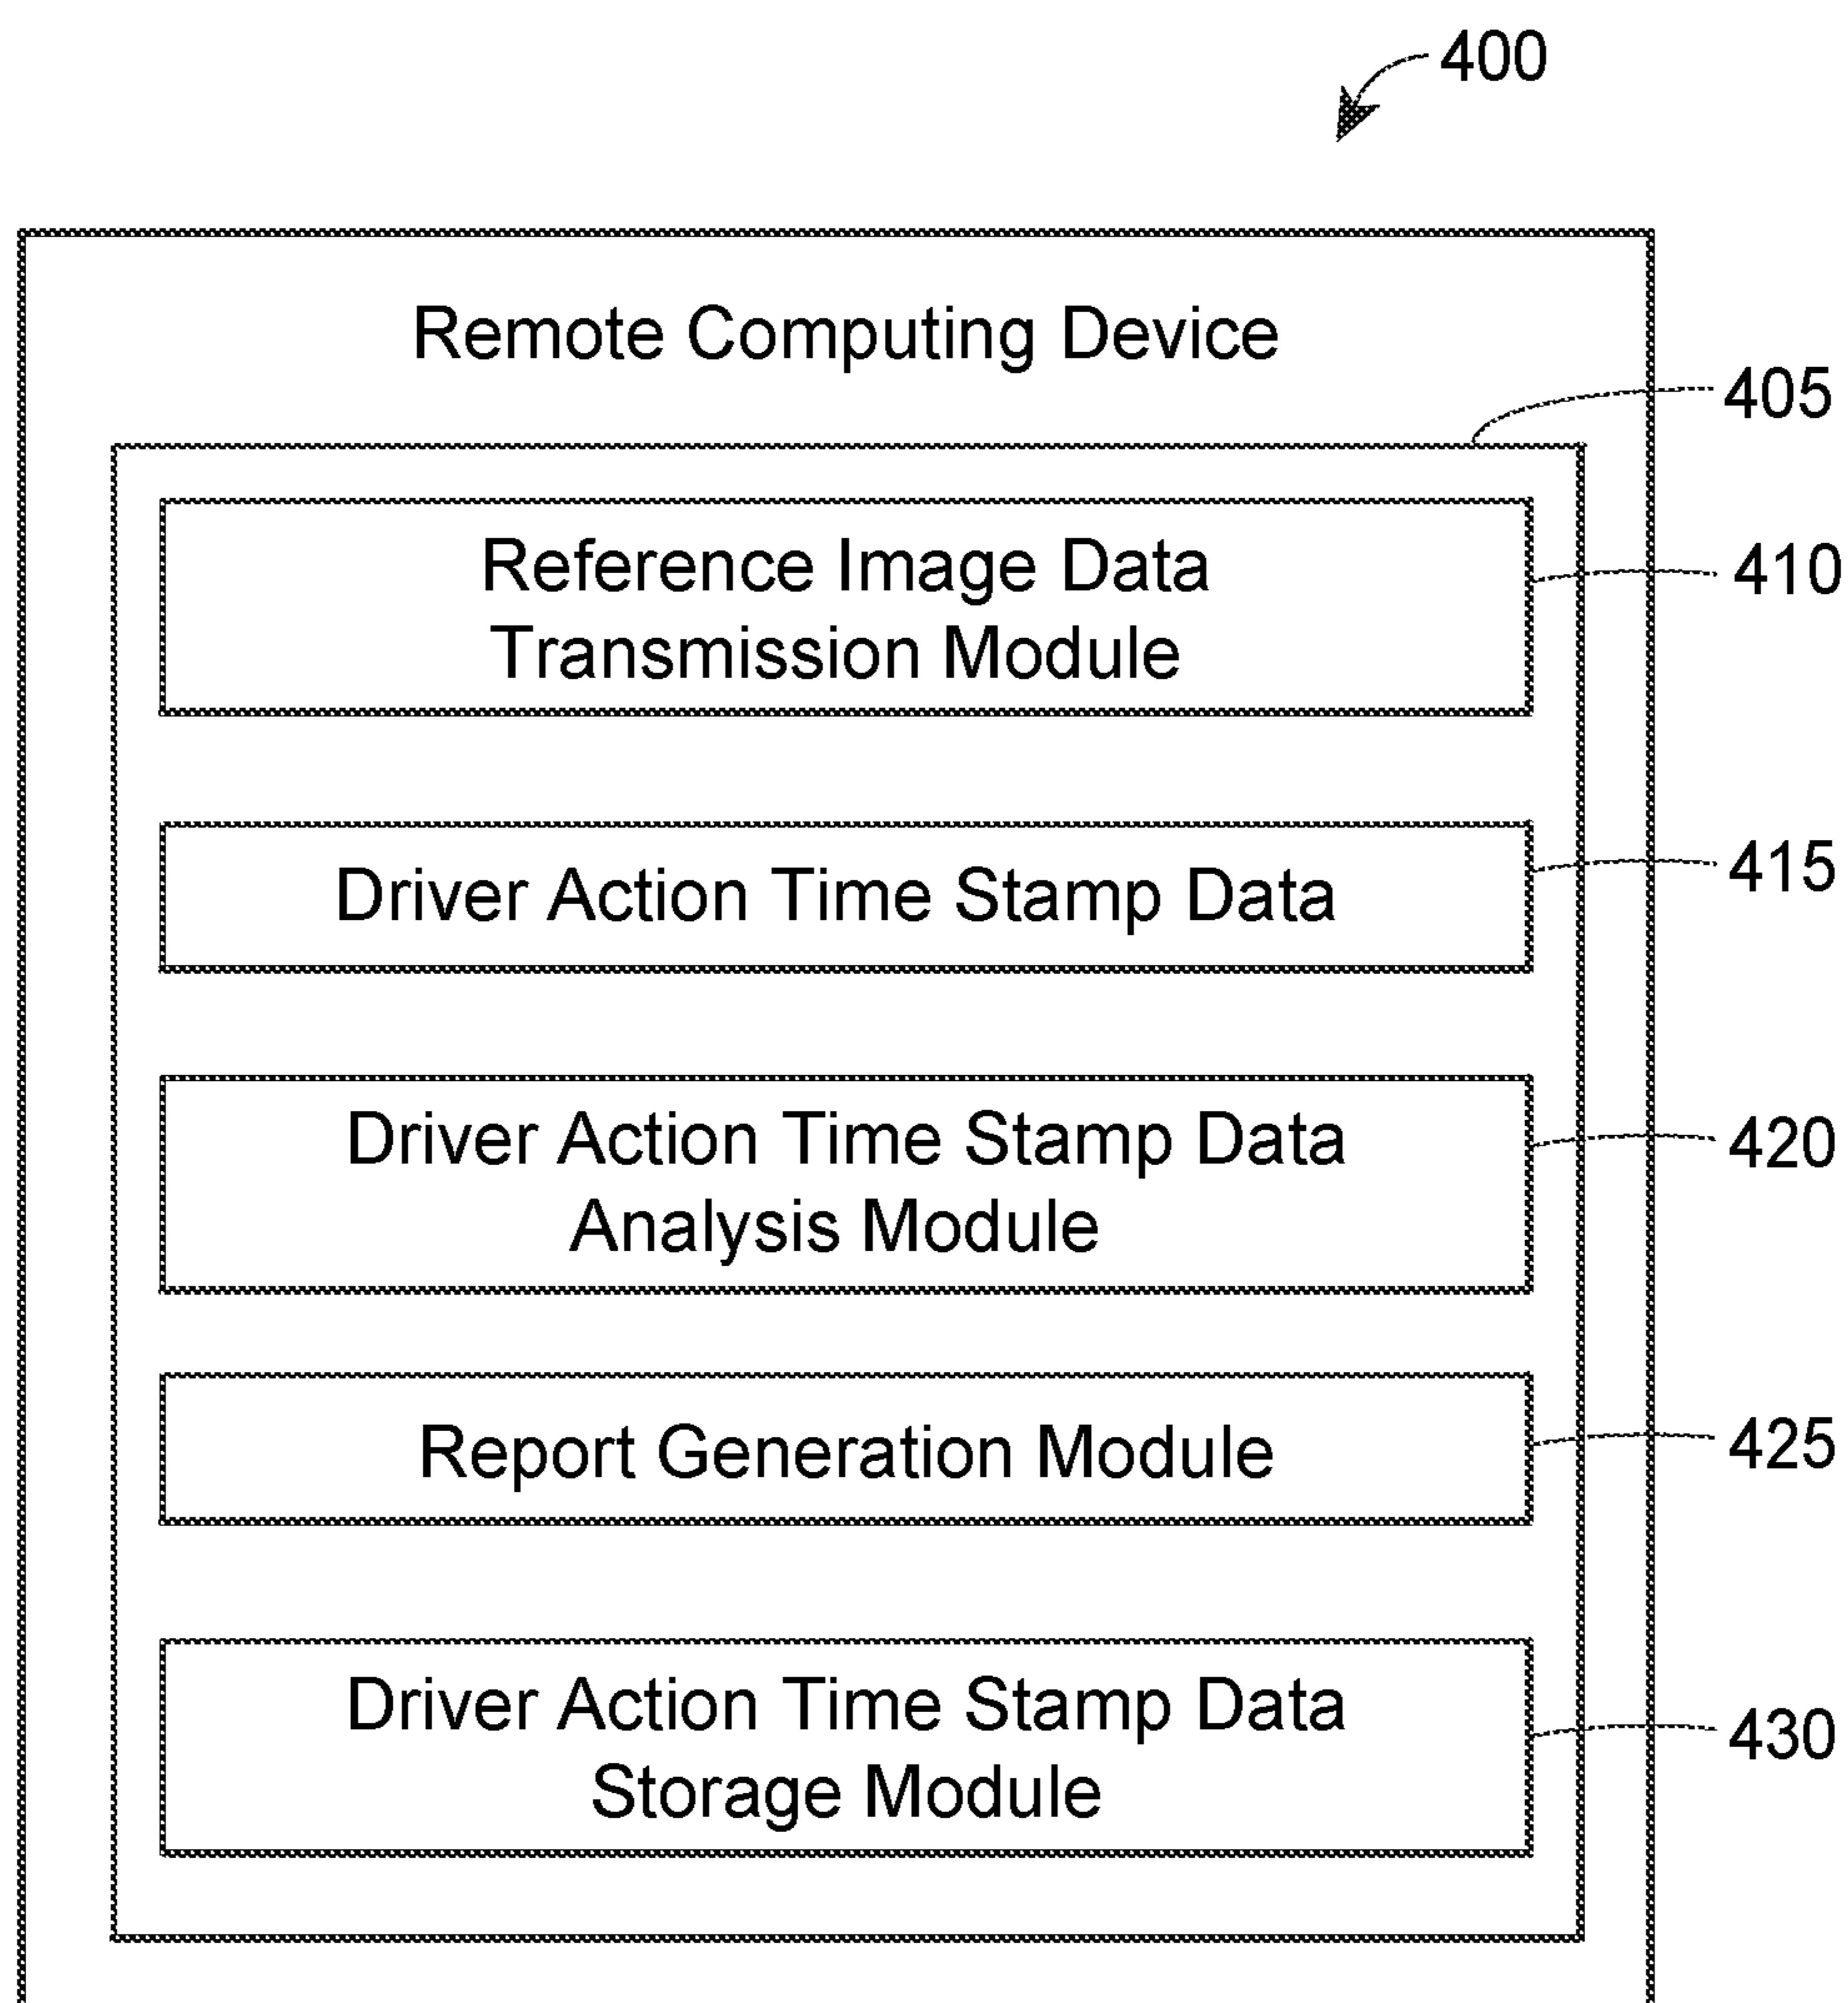 400
Remote Computing Device
405
Reference Image Data
Transmission Module
410
Driver Action Time Stamp Data
415
Driver Action Time Stamp Data
Analysis Module
420
Report Generation Module
425
Driver Action Time Stamp Data
Storage Module
430